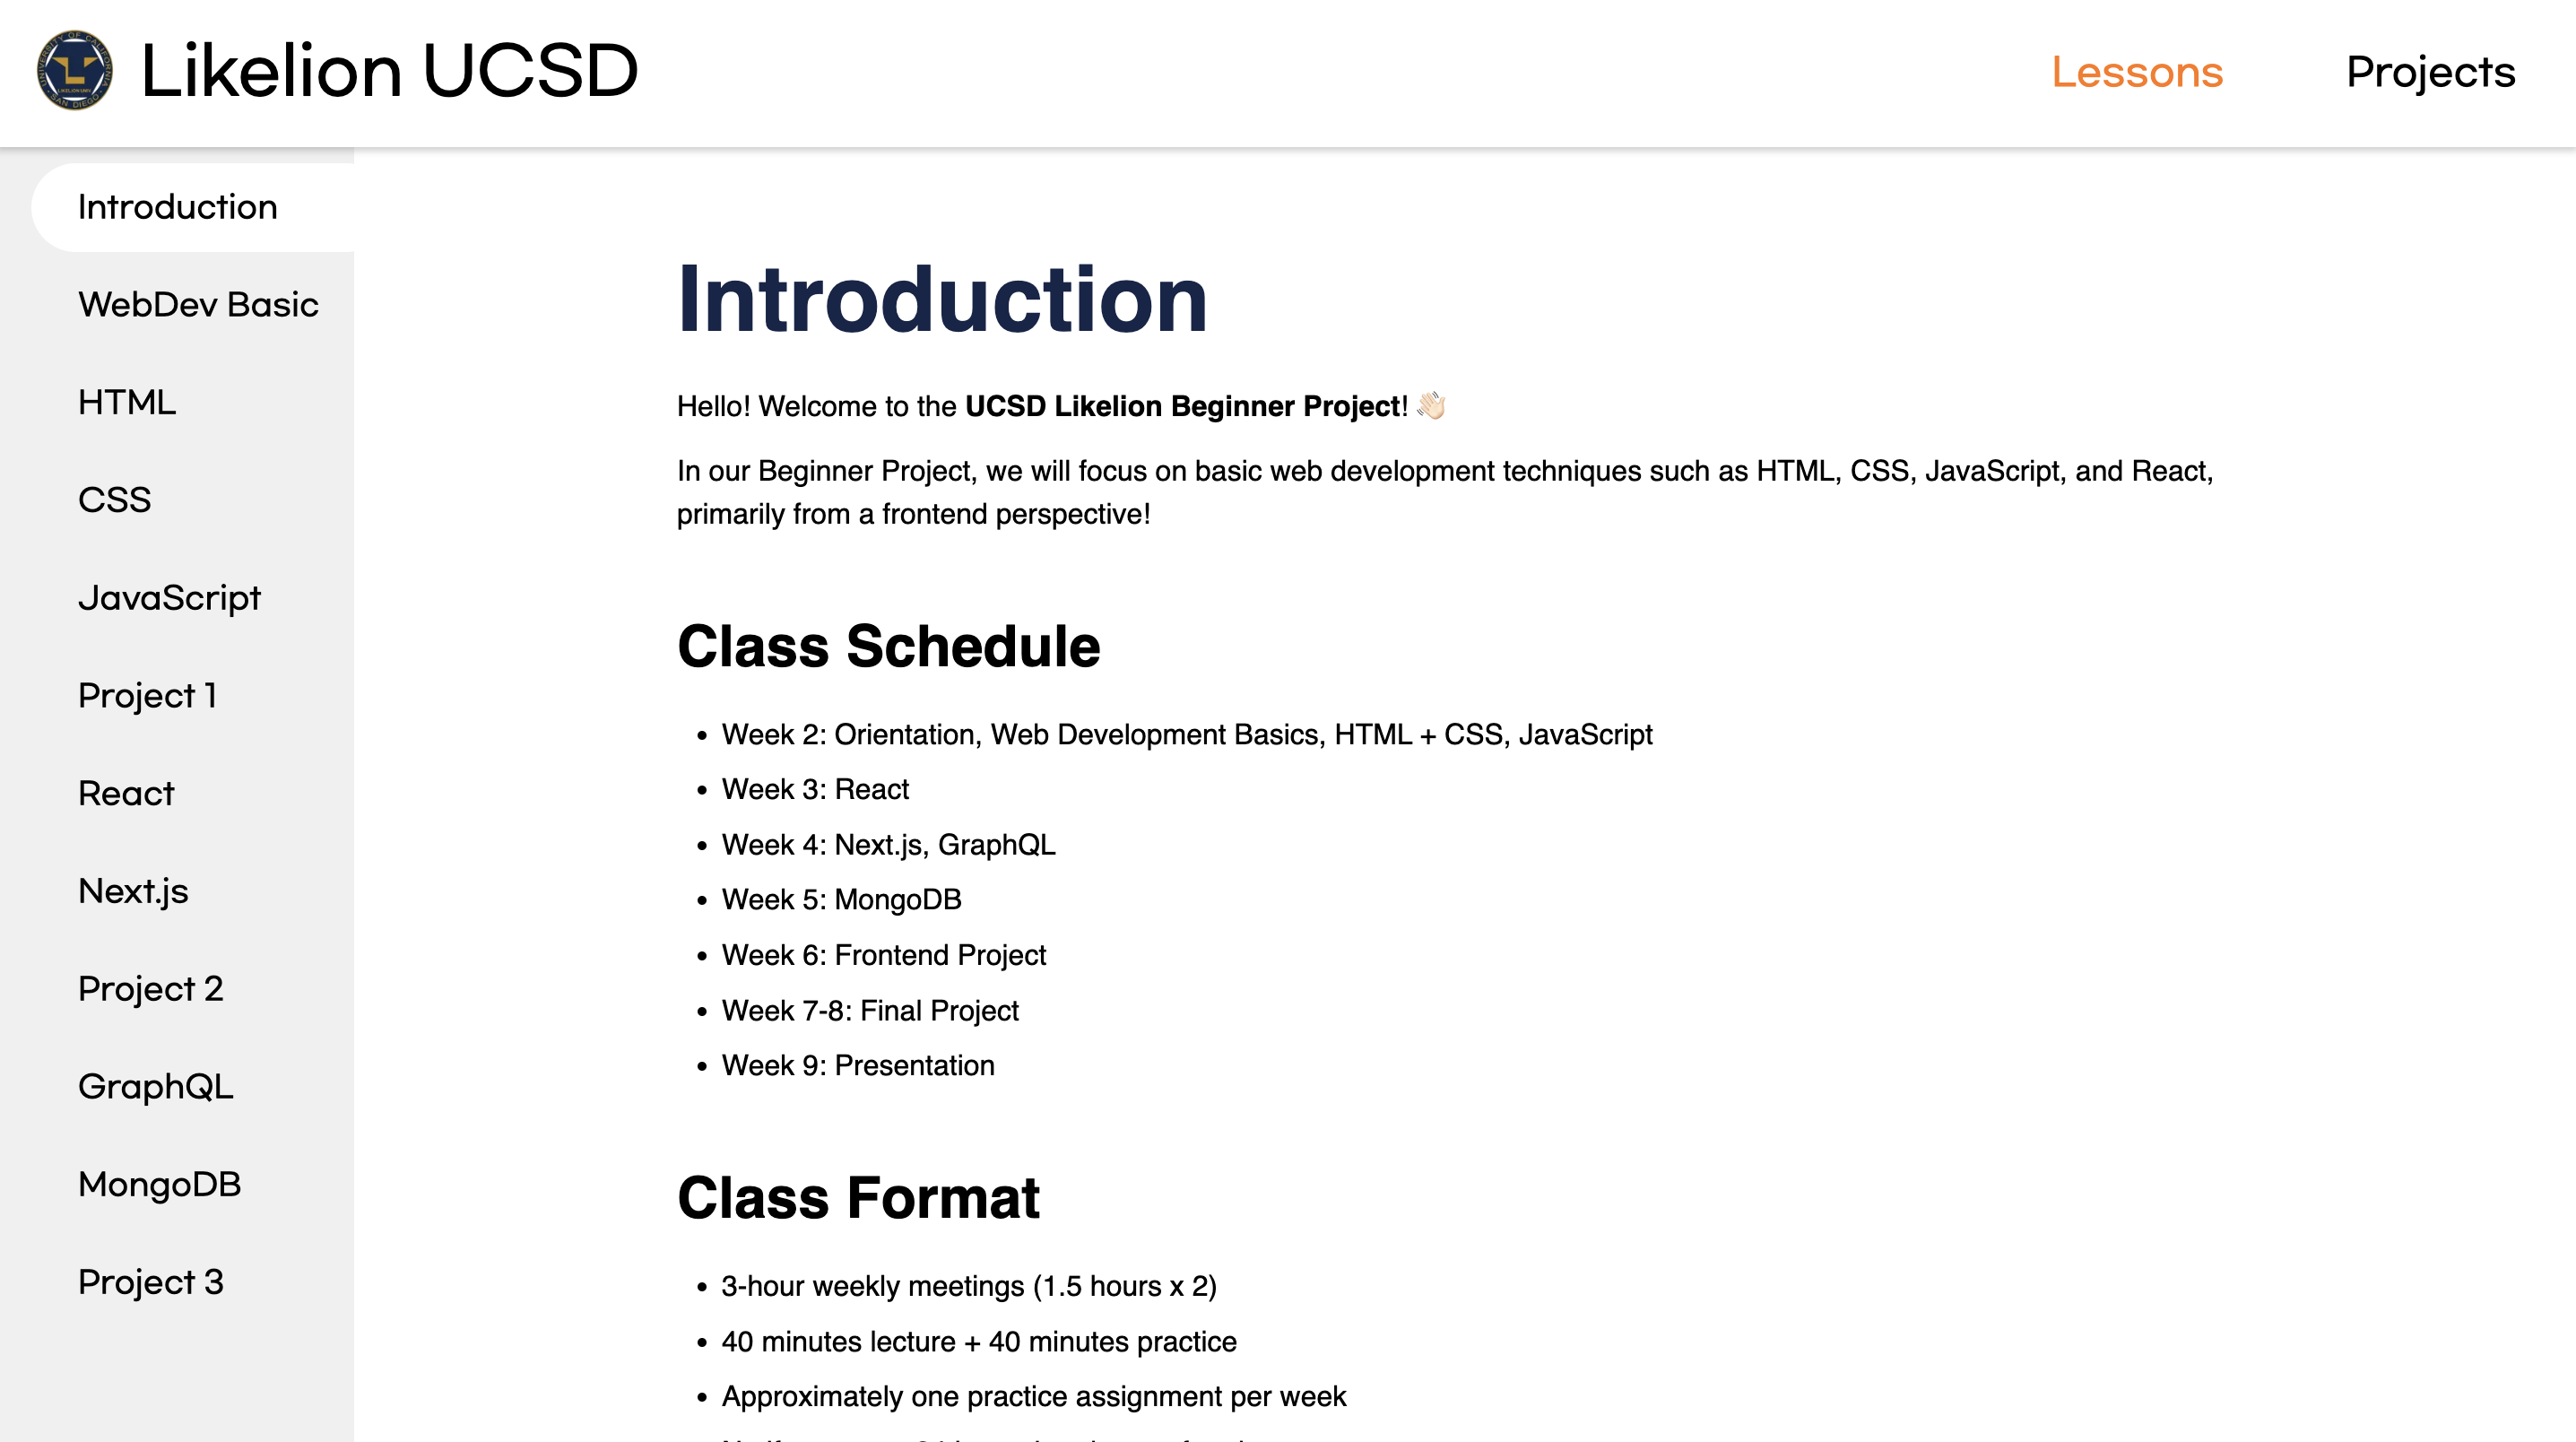 Likelion UCSD
Lessons
Projects
Introduction
WebDev Basic
HTML
CSS
JavaScript
Project 1
React
Next.js
Project 2
GraphQL
MongoDB
Project 3
Introduction
Hello! Welcome to the UCSD Likelion Beginner Project! 👋🏻
In our Beginner Project, we will focus on basic web development techniques such as HTML, CSS, JavaScript, and React,
primarily from a frontend perspective!
Class Schedule
• Week 2: Orientation, Web Development Basics, HTML + CSS, JavaScript
• Week 3: React
• Week 4: Next.js, GraphQL
• Week 5: MongoDB
• Week 6: Frontend Project
• Week 7-8: Final Project
• Week 9: Presentation
Class Format
• 3-hour weekly meetings (1.5 hours x 2)
• 40 minutes lecture + 40 minutes practice
• Approximately one practice assignment per week